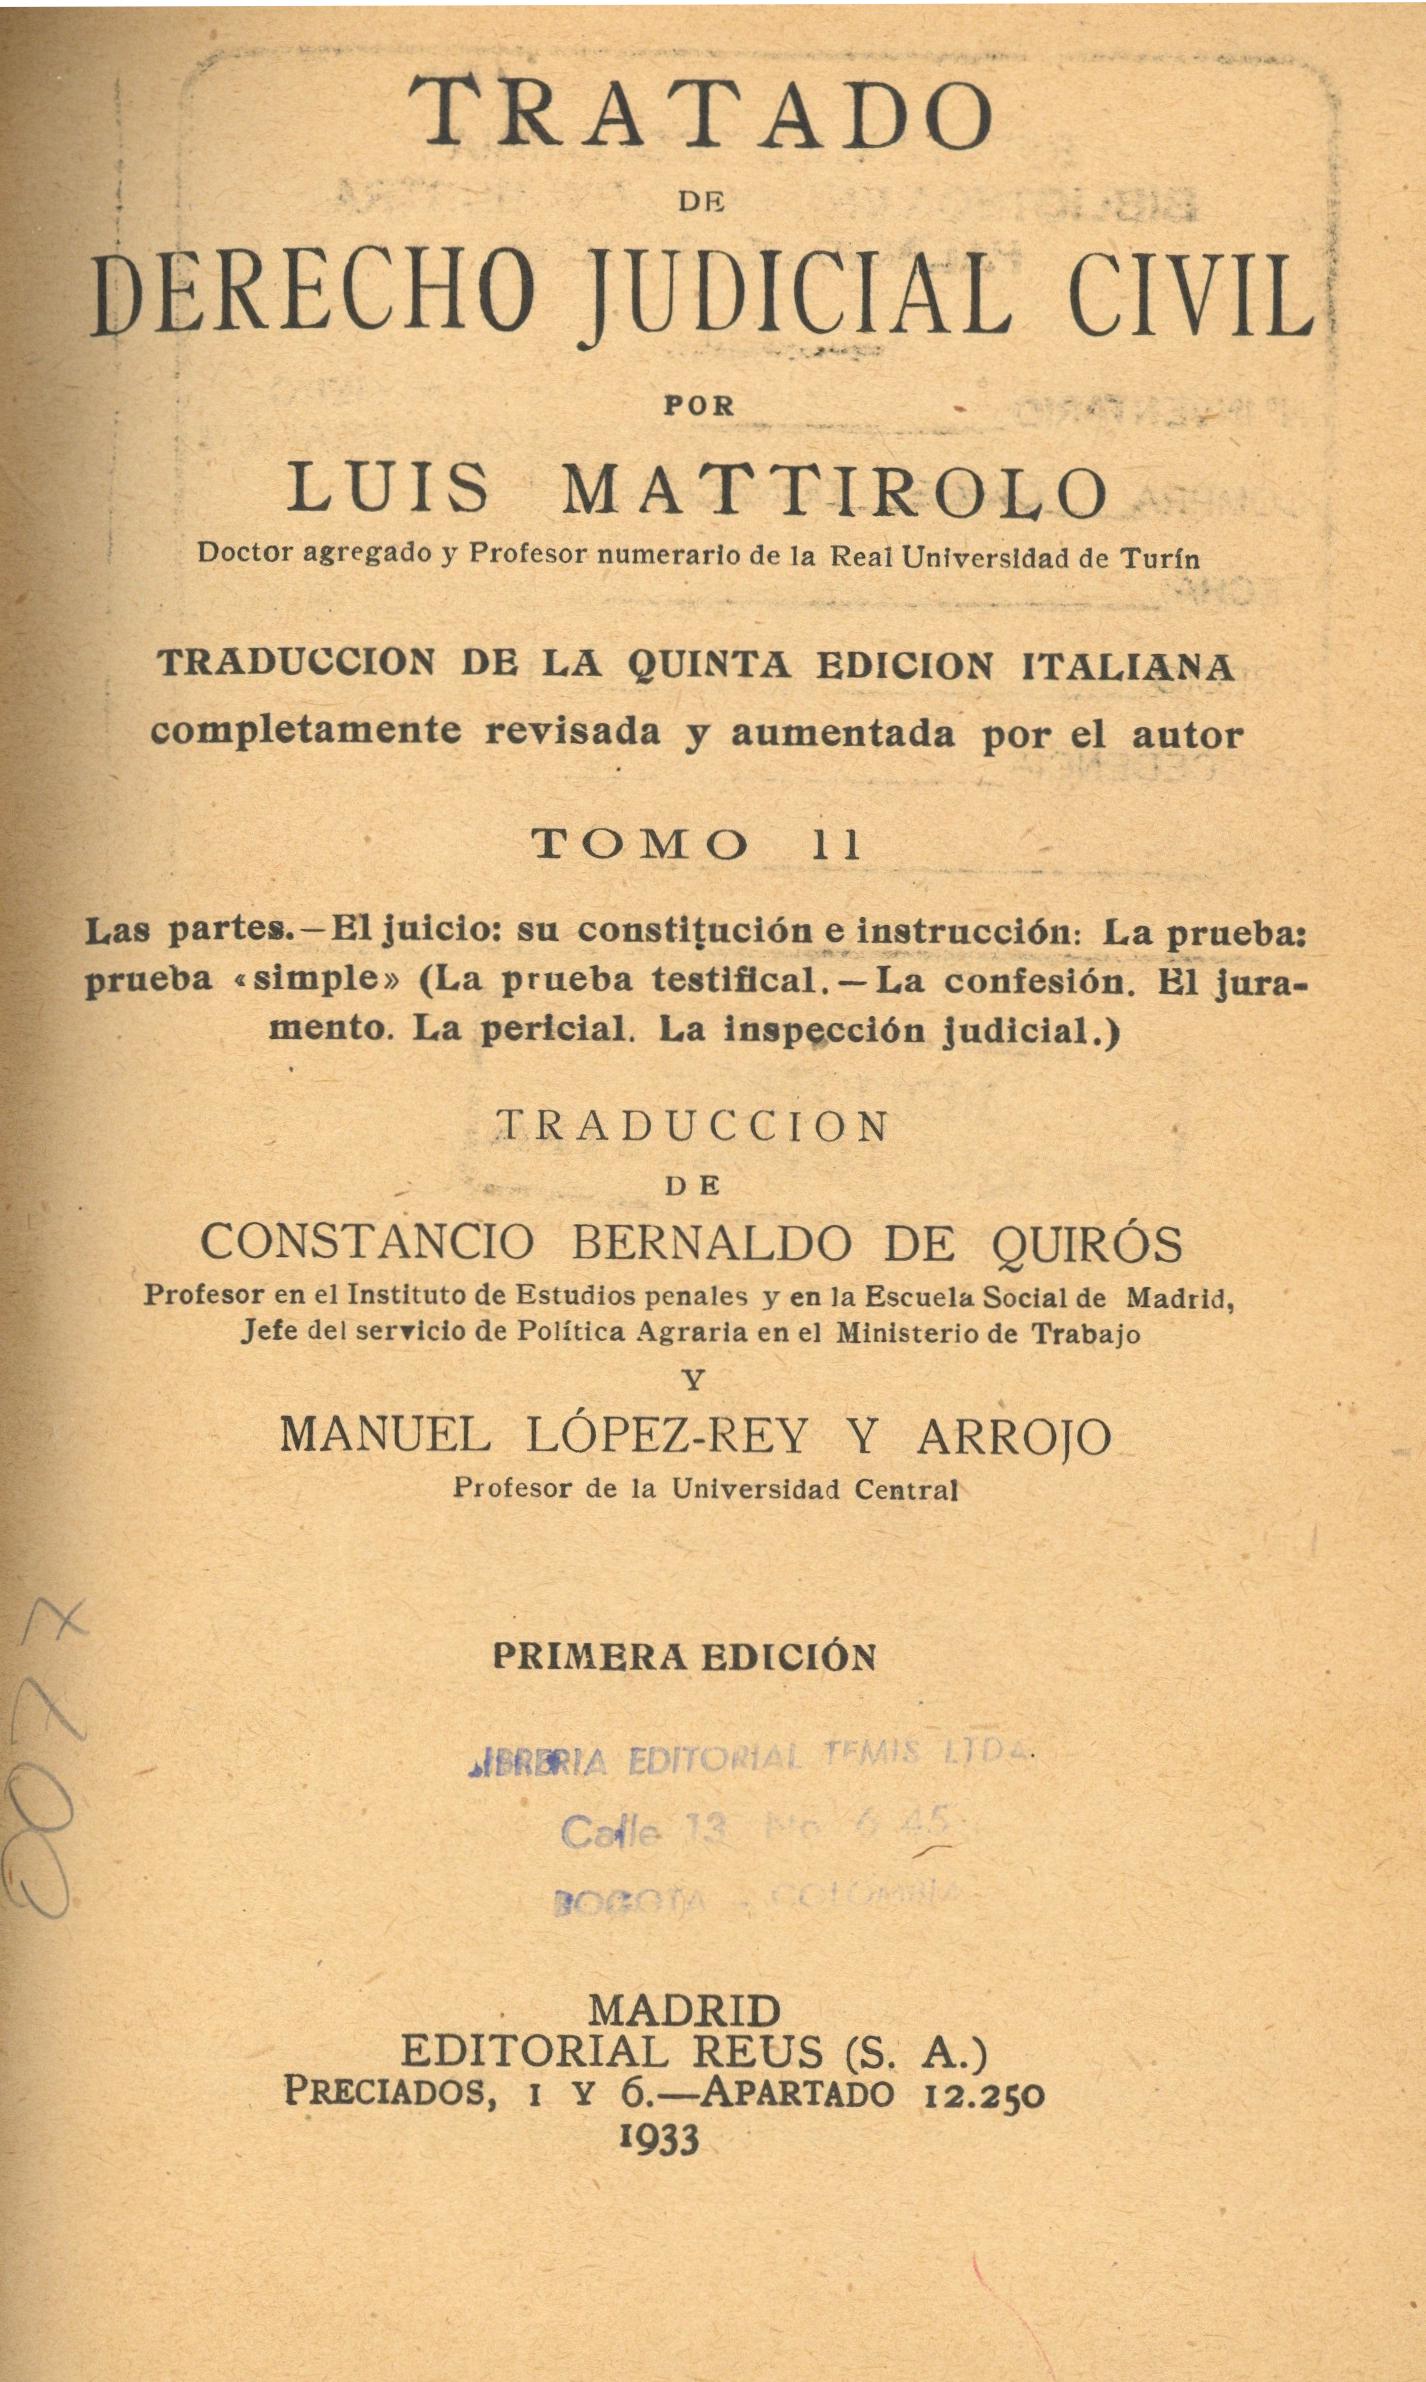 TRATADO
DE
DERECHO JUDICIAL CIVIL
POR
LUIS MATTIROLO
Doctor agregado y Profesor numerario de la Real Universidad de Turín
TRADUCCION DE LA QUINTA EDICION ITALIANA
completamente revisada y aumentada por el autor
TOMO II
Las partes.—El juicio: su constitución e instrucción: La prueba:
prueba «simple» (La prueba testifical.—La confesión. El jura-
mento. La pericial. La inspección judicial.)
TRADUCCION
DE
CONSTANCIO BERNALDO DE QUIRÓS
Profesor en el Instituto de Estudios penales y en la Escuela Social de Madrid,
Jefe del servicio de Política Agraria en el Ministerio de Trabajo
Y
MANUEL LÓPEZ-REY Y ARROJO
Profesor de la Universidad Central
PRIMERA EDICIÓN
LIBRERIA EDITORIAL TEMIS LTDA.
Calle 13 No 6 45
BOGOTA - COLOMBIA
MADRID
EDITORIAL REUS (S. A.)
PRECIADOS, 1 Y 6.—APARTADO 12.250
1933